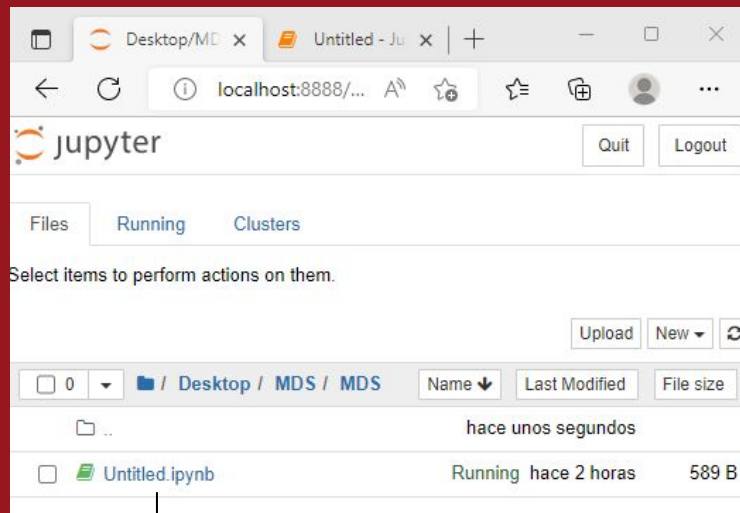 Desktop/MD Untitled - Ju
localhost:8888/...
jupyter Quit Logout
Files Running Clusters
Select items to perform actions on them.
Upload New
0 / Desktop / MDS / MDS Name Last Modified File size
.. hace unos segundos
Untitled.ipynb Running hace 2 horas 589 B